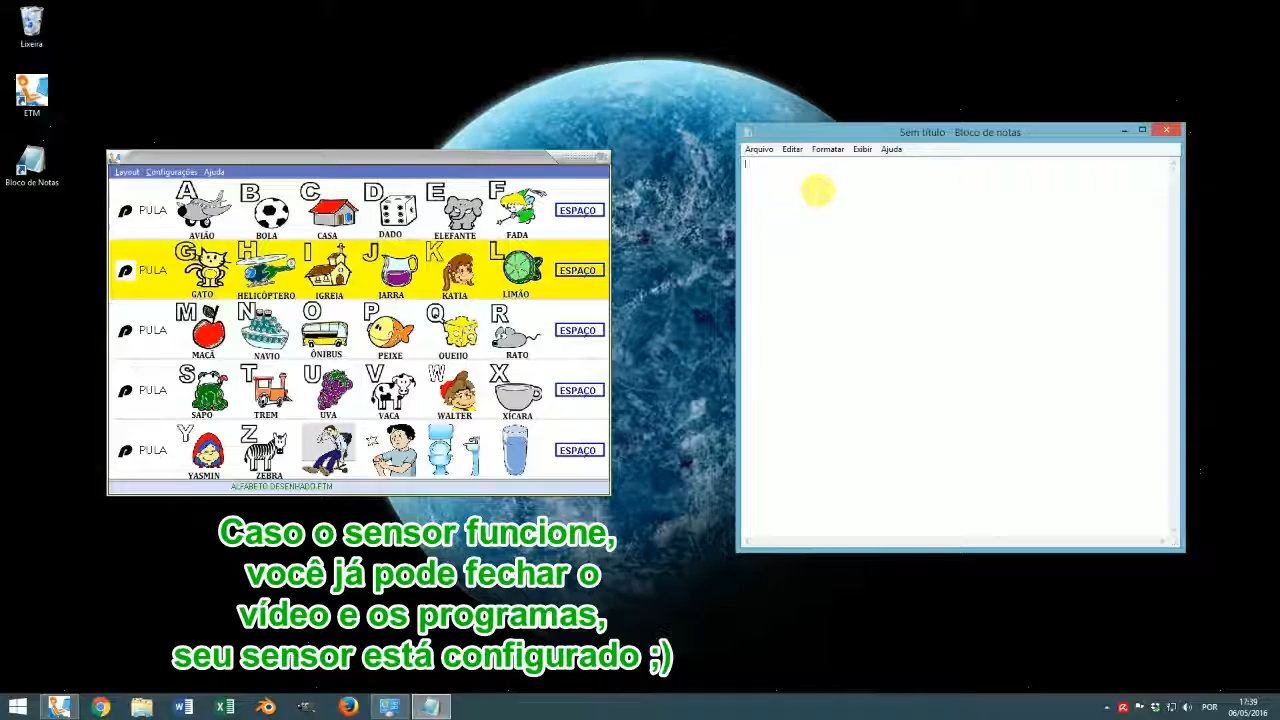 Lixeira
ETM
Bloco de Notas
Layout Configurações Ajuda
PULA A B C D E F ESPAÇO
AVIÃO BOLA CASA DADO ELEFANTE FADA
PULA G H I J K L ESPAÇO
GATO HELICÓPTERO IGREJA JARRA KATIA LIMÃO
PULA M N O P Q R ESPAÇO
MAÇÃ NAVIO ÔNIBUS PEIXE QUEIJO RATO
PULA S T U V W X ESPAÇO
SAPO TREM UVA VACA WALTER XÍCARA
PULA Y Z ESPAÇO
YASMIN ZEBRA
ALFABETO DESENHADO.ETM
Sem título - Bloco de notas
Arquivo Editar Formatar Exibir Ajuda
Caso o sensor funcione,
você já pode fechar o
vídeo e os programas,
seu sensor está configurado ;)
POR
17:39
06/05/2016